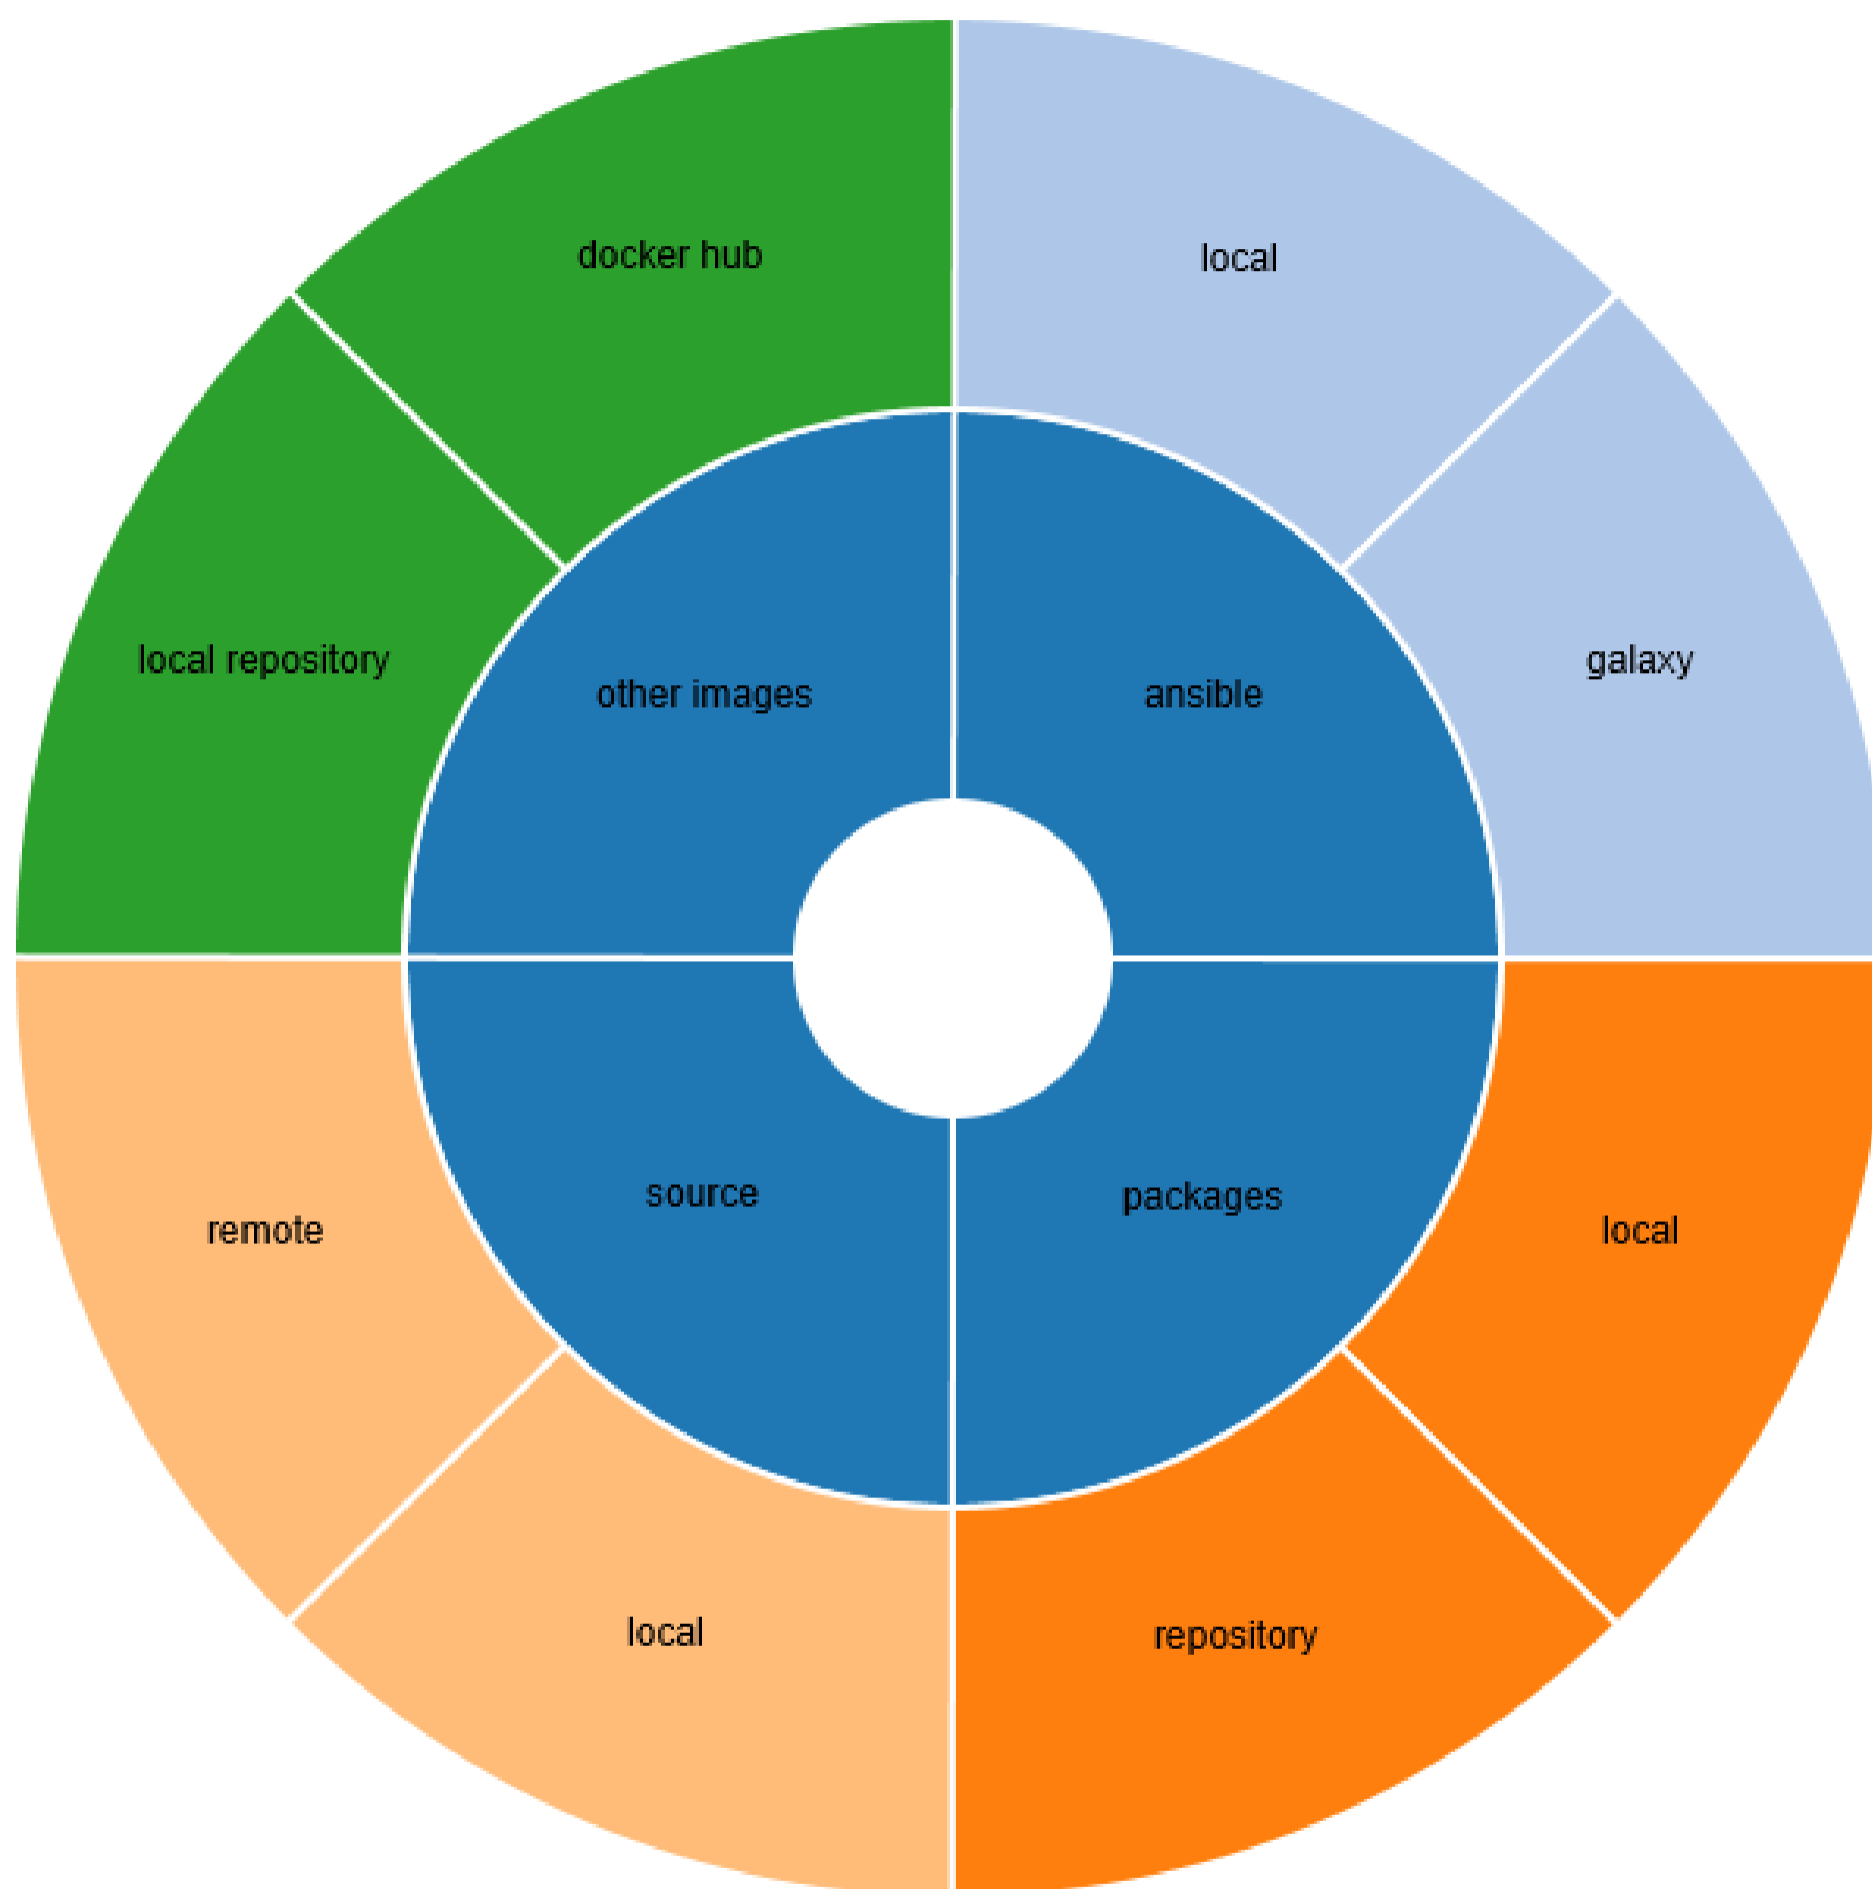 docker hub
local
local repository
galaxy
other images
ansible
source
packages
remote
local
local
repository